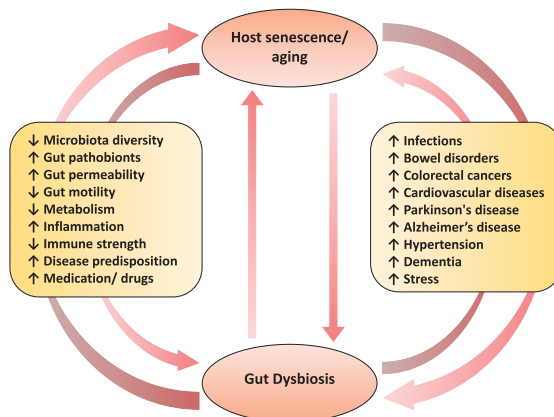 Host senescence/
aging
↓ Microbiota diversity
↑ Gut pathobionts
↑ Gut permeability
↓ Gut motility
↓ Metabolism
↑ Inflammation
↓ Immune strength
↑ Disease predisposition
↑ Medication/ drugs
↑ Infections
↑ Bowel disorders
↑ Colorectal cancers
↑ Cardiovascular diseases
↑ Parkinson's disease
↑ Alzheimer’s disease
↑ Hypertension
↑ Dementia
↑ Stress
Gut Dysbiosis